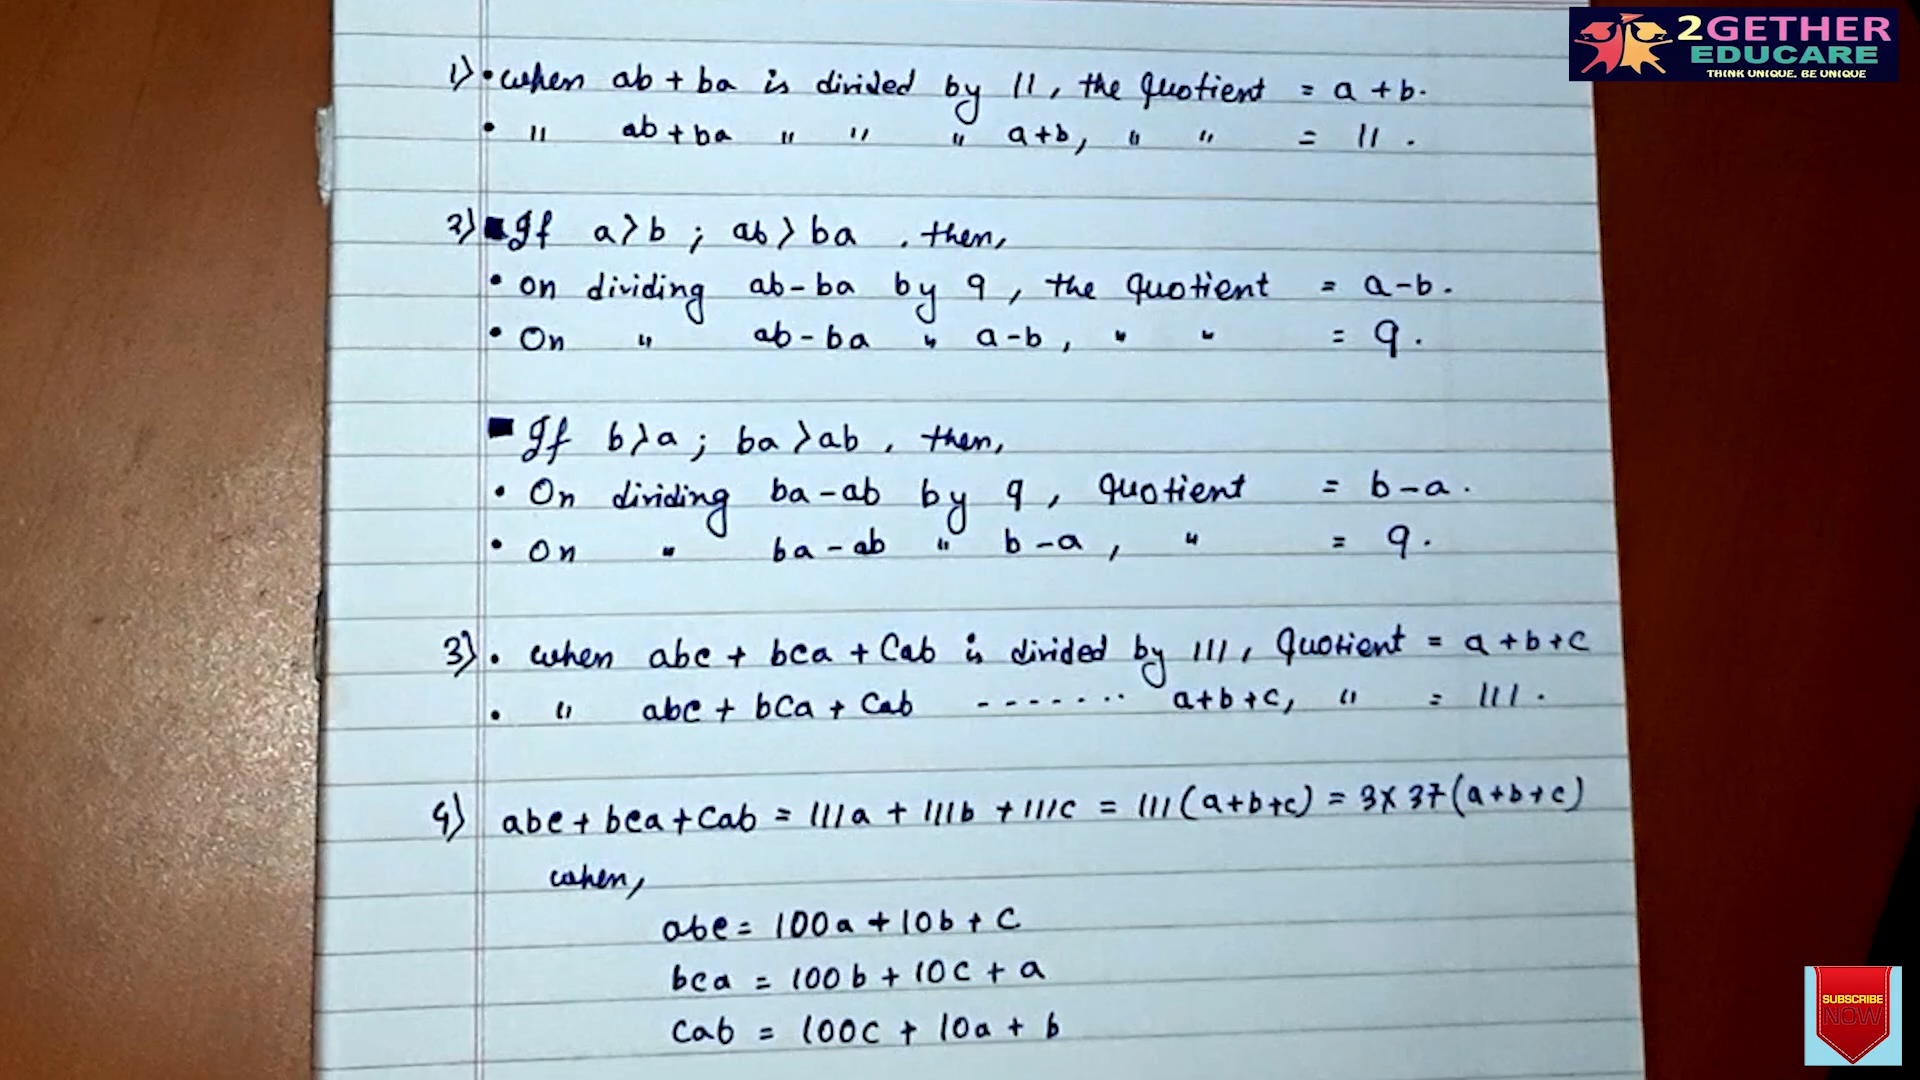 2GETHER
EDUCARE
THINK UNIQUE. BE UNIQUE
1) • when ab + ba is divided by 11, the Quotient = a + b.
• " ab + ba " " " a+b, " " = 11.
2) If a > b ; ab > ba . then,
• on dividing ab - ba by 9, the Quotient = a - b.
• On " ab - ba " a - b, " " = 9.
If b > a ; ba > ab . then,
• On dividing ba - ab by 9, Quotient = b - a.
• On " ba - ab " b - a, " = 9.
3) • when abc + bca + Cab is divided by 111, Quotient = a + b + c
• " abc + bCa + Cab ------- a+b+c, " = 111.
4) abc + bca + Cab = 111a + 111b + 111c = 111(a+b+c) = 3 x 37 (a+b+c)
when,
abc = 100a + 10b + c
bca = 100b + 10c + a
cab = 100c + 10a + b
SUBSCRIBE
NOW